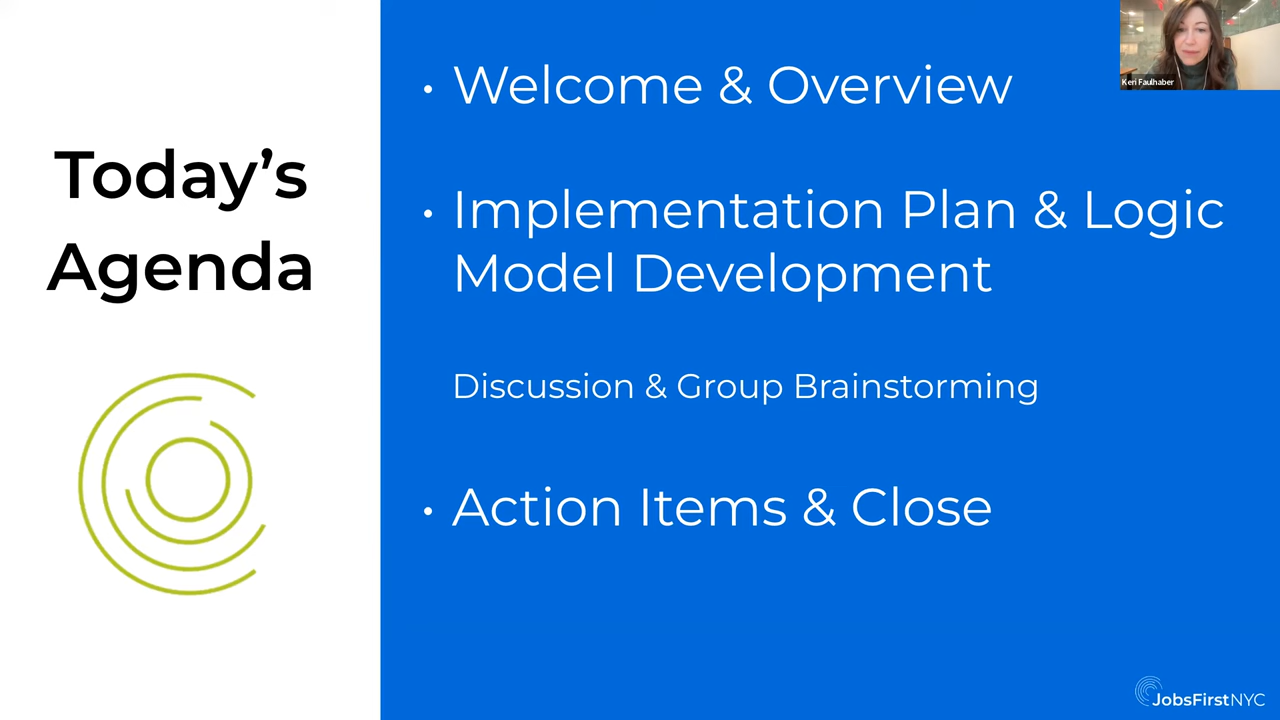 Today’s
Agenda
• Welcome & Overview
• Implementation Plan & Logic
Model Development
Discussion & Group Brainstorming
• Action Items & Close
Keri Faulhaber
JobsFirstNYC